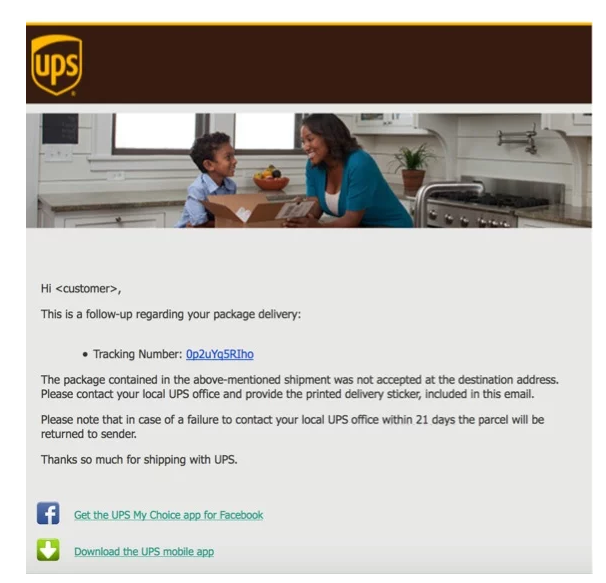 ups
Hi <customer>,
This is a follow-up regarding your package delivery:
• Tracking Number: 0p2uYq5RIho
The package contained in the above-mentioned shipment was not accepted at the destination address.
Please contact your local UPS office and provide the printed delivery sticker, included in this email.
Please note that in case of a failure to contact your local UPS office within 21 days the parcel will be
returned to sender.
Thanks so much for shipping with UPS.
Get the UPS My Choice app for Facebook
Download the UPS mobile app